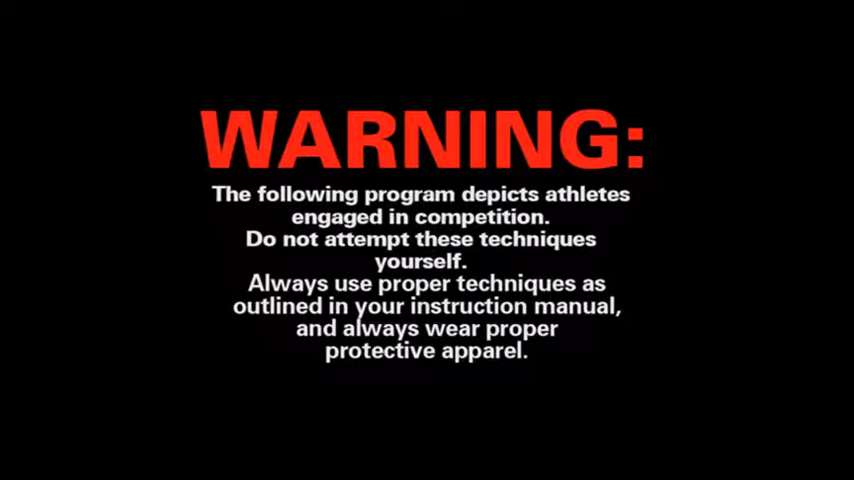 WARNING:
The following program depicts athletes
engaged in competition.
Do not attempt these techniques
yourself.
Always use proper techniques as
outlined in your instruction manual,
and always wear proper
protective apparel.